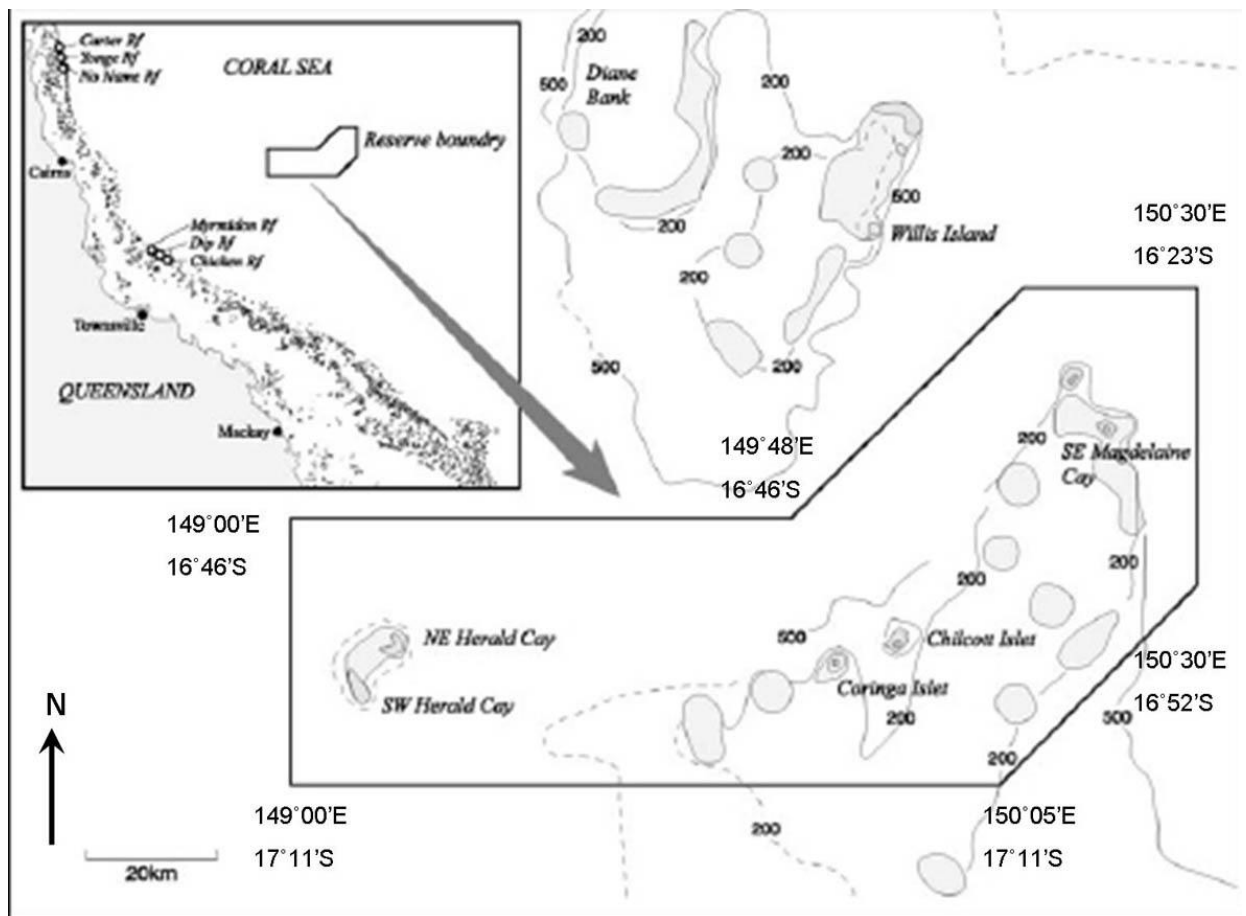 Carter Rf
Yonge Rf
No Name Rf
CORAL SEA
Reserve boundry
Cairns
Myrmidon Rf
Dip Rf
Chicken Rf
Townsville
QUEENSLAND
Mackay
200
500
Diane
Bank
200
200
500
200
Willis Island
200
200
500
200
150°30'E
16°23'S
149°48'E
16°46'S
149°00'E
16°46'S
200
SE Magdelaine
Cay
200
200
NE Herald Cay
SW Herald Cay
500
Chilcott Islet
Coringa Islet
200
150°30'E
16°52'S
500
200
N
149°00'E
17°11'S
20km
200
150°05'E
17°11'S